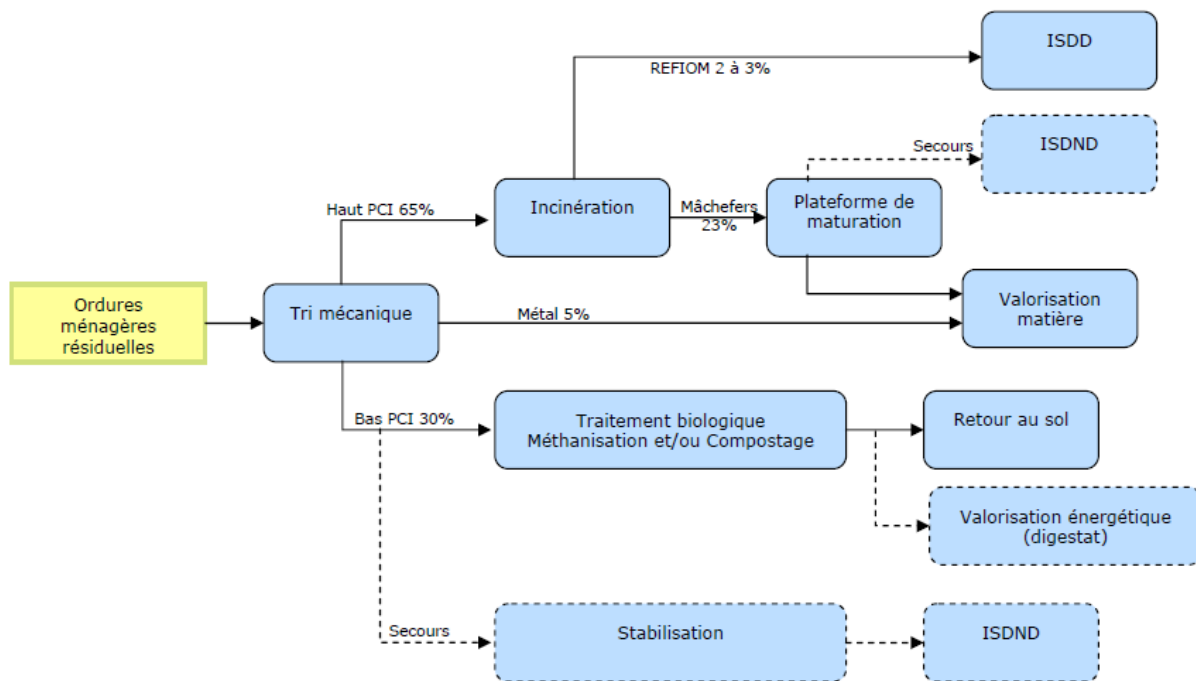 ISDD
REFIOM 2 à 3%
Secours
ISDND
Haut PCI 65%
Incinération
Mâchefers
23%
Plateforme de
maturation
Ordures
ménagères
résiduelles
Tri mécanique
Métal 5%
Valorisation
matière
Bas PCI 30%
Traitement biologique
Méthanisation et/ou Compostage
Retour au sol
Valorisation énergétique
(digestat)
Secours
Stabilisation
ISDND